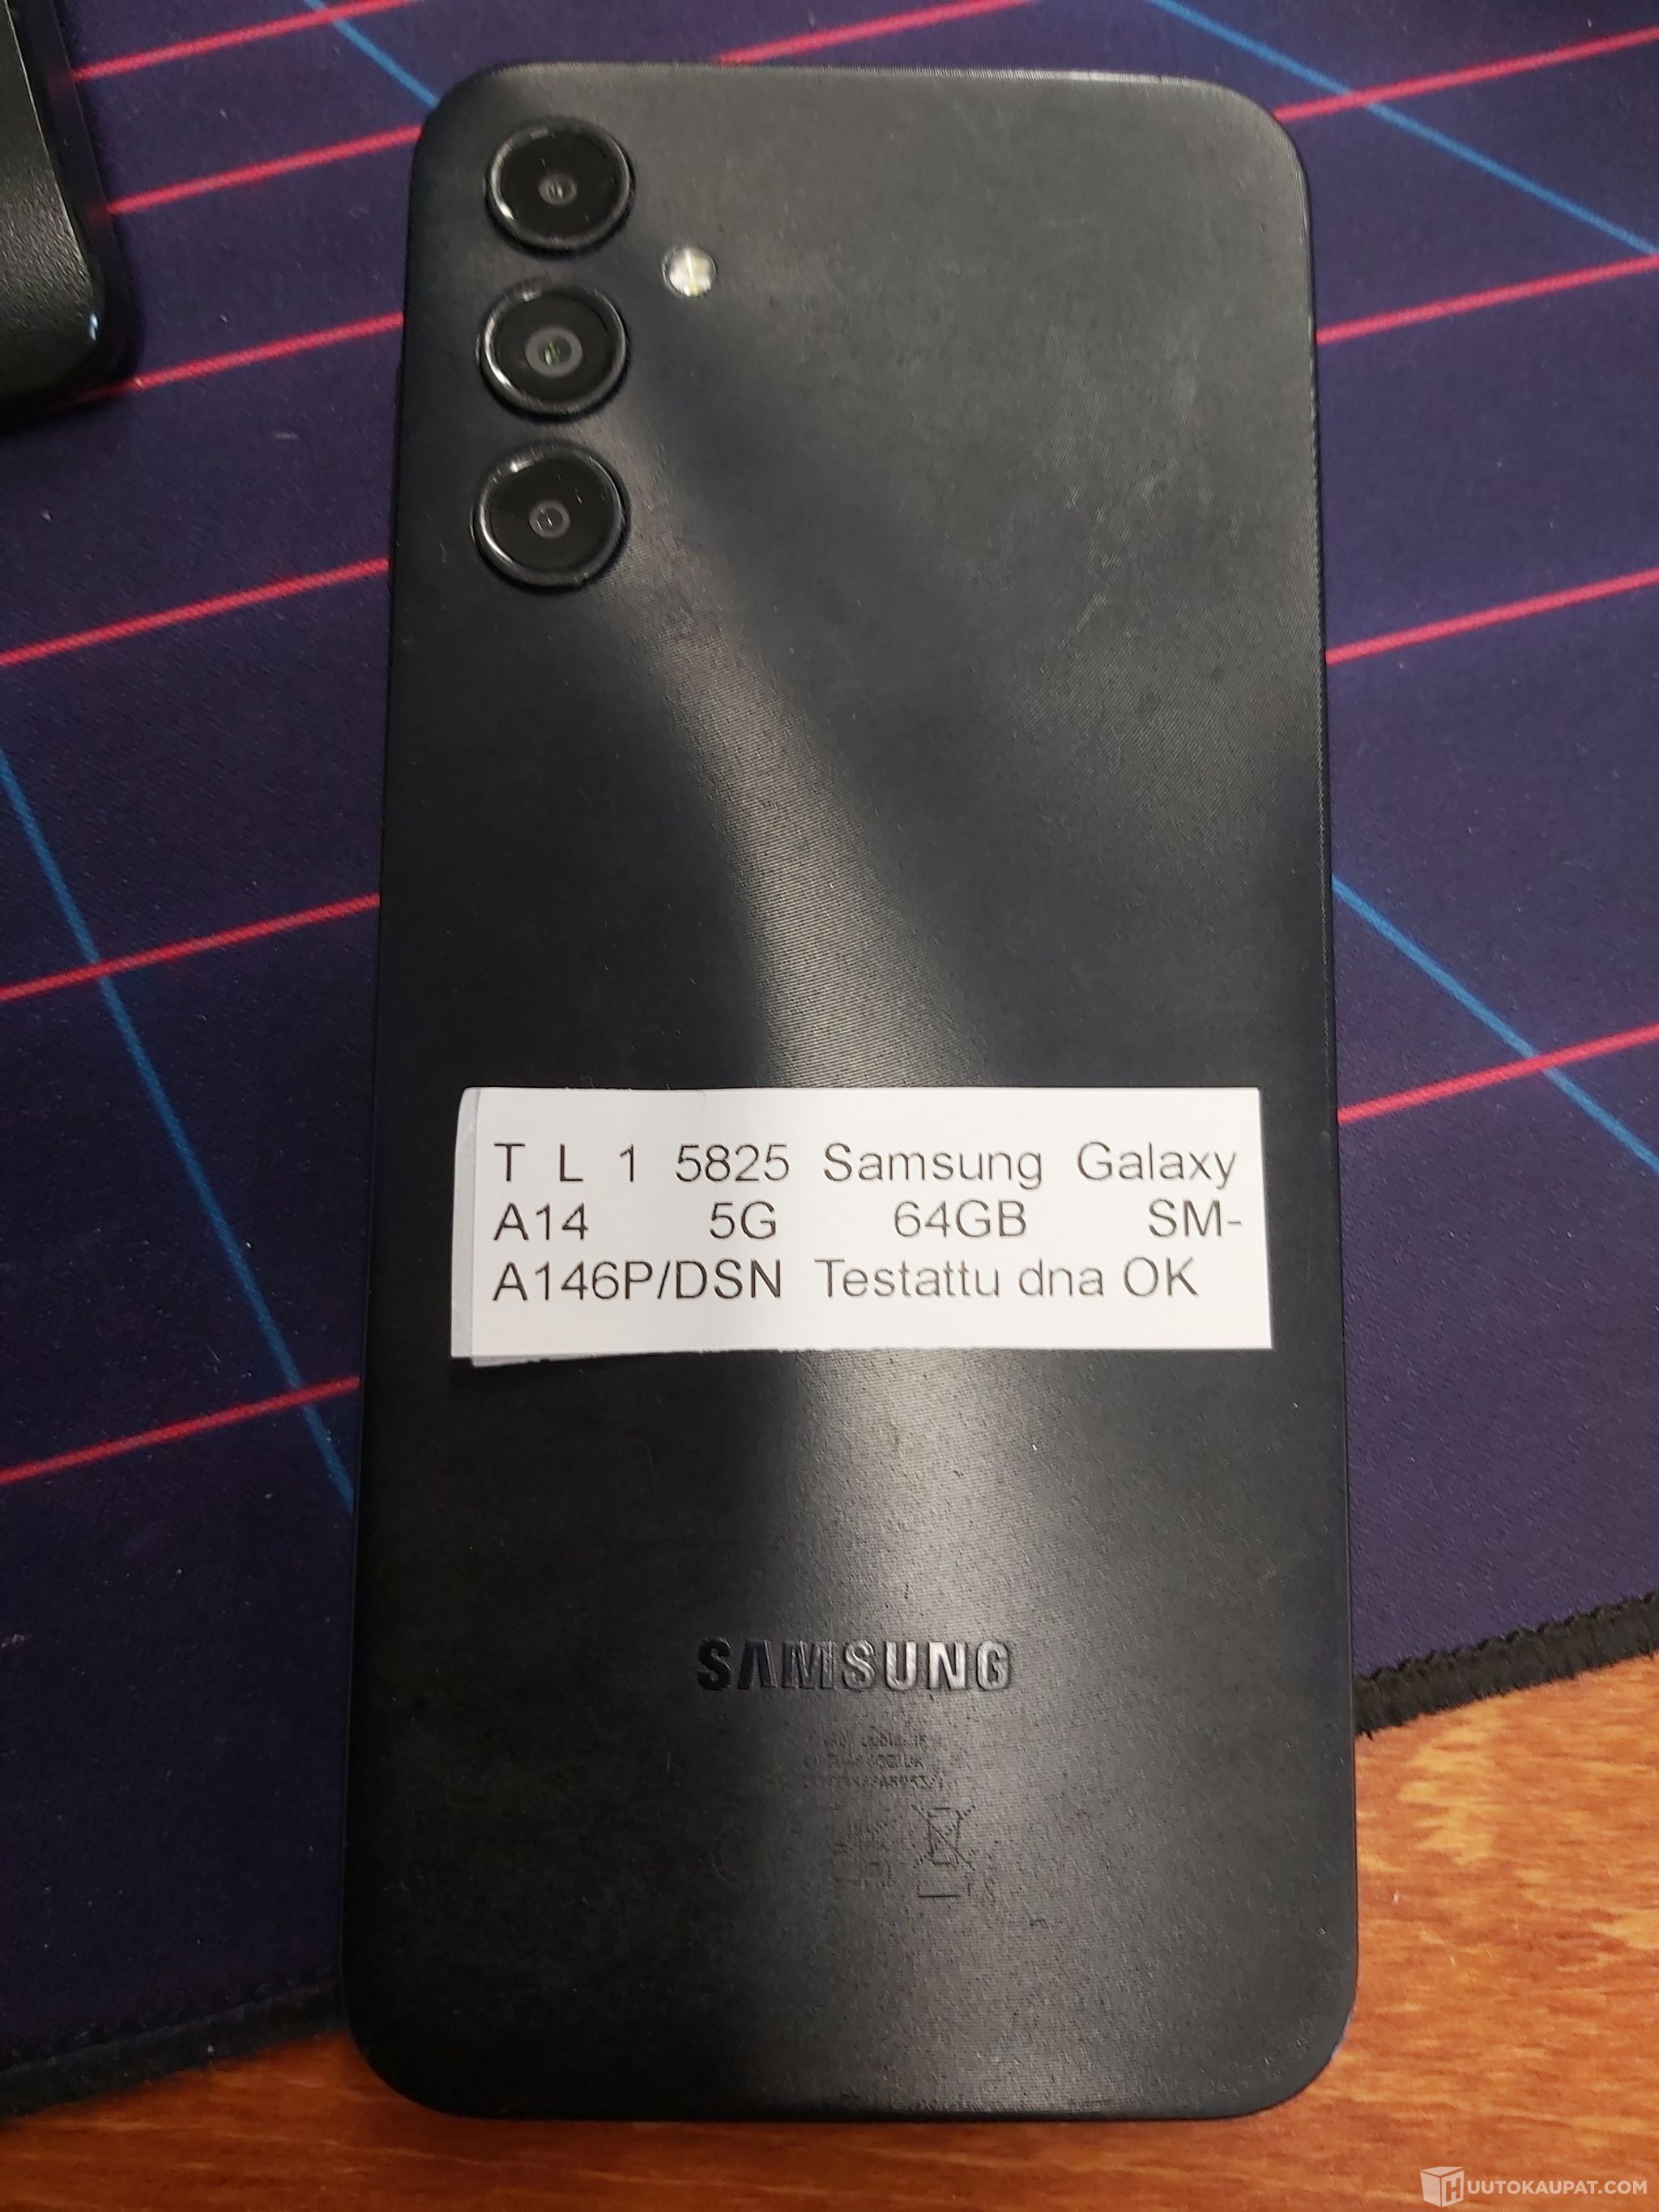 T L 1 5825 Samsung Galaxy
A14 5G 64GB SM-
A146P/DSN Testattu dna OK
SAMSUNG
HUUTOKAUPAT.COM